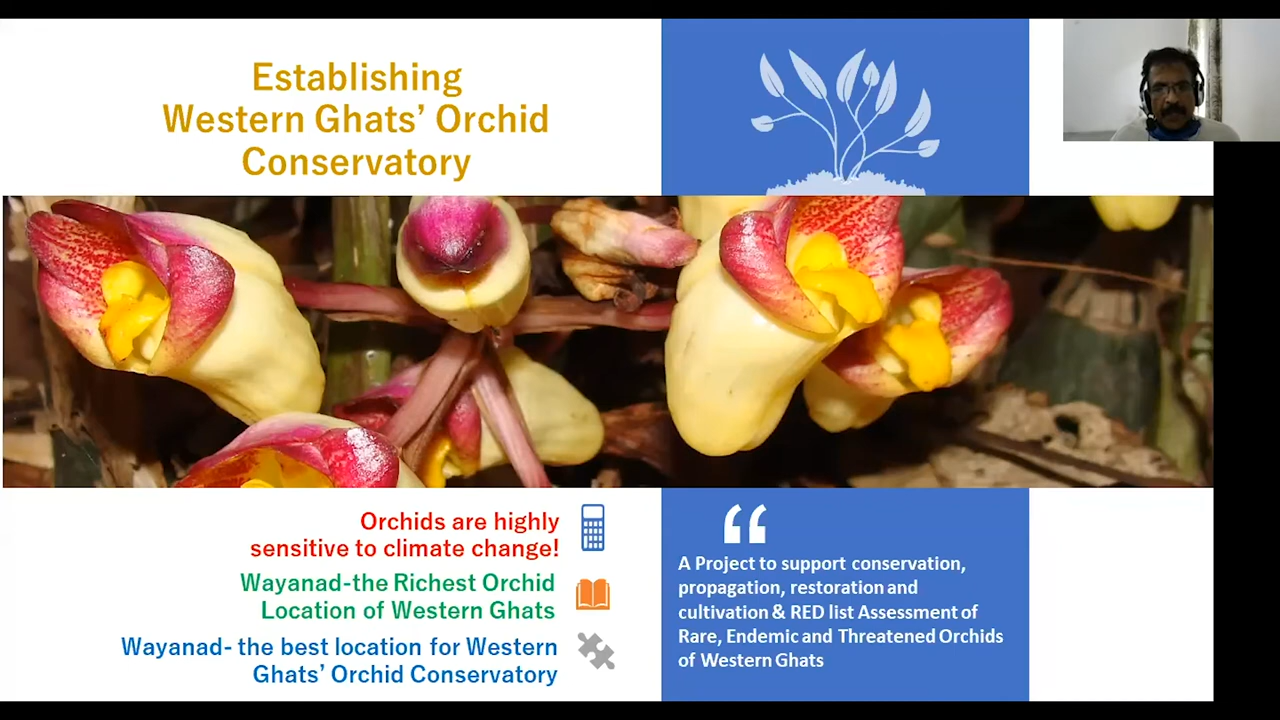 Establishing
Western Ghats’ Orchid
Conservatory
Orchids are highly
sensitive to climate change!
Wayanad-the Richest Orchid
Location of Western Ghats
Wayanad- the best location for Western
Ghats’ Orchid Conservatory
“
A Project to support conservation,
propagation, restoration and
cultivation & RED list Assessment of
Rare, Endemic and Threatened Orchids
of Western Ghats